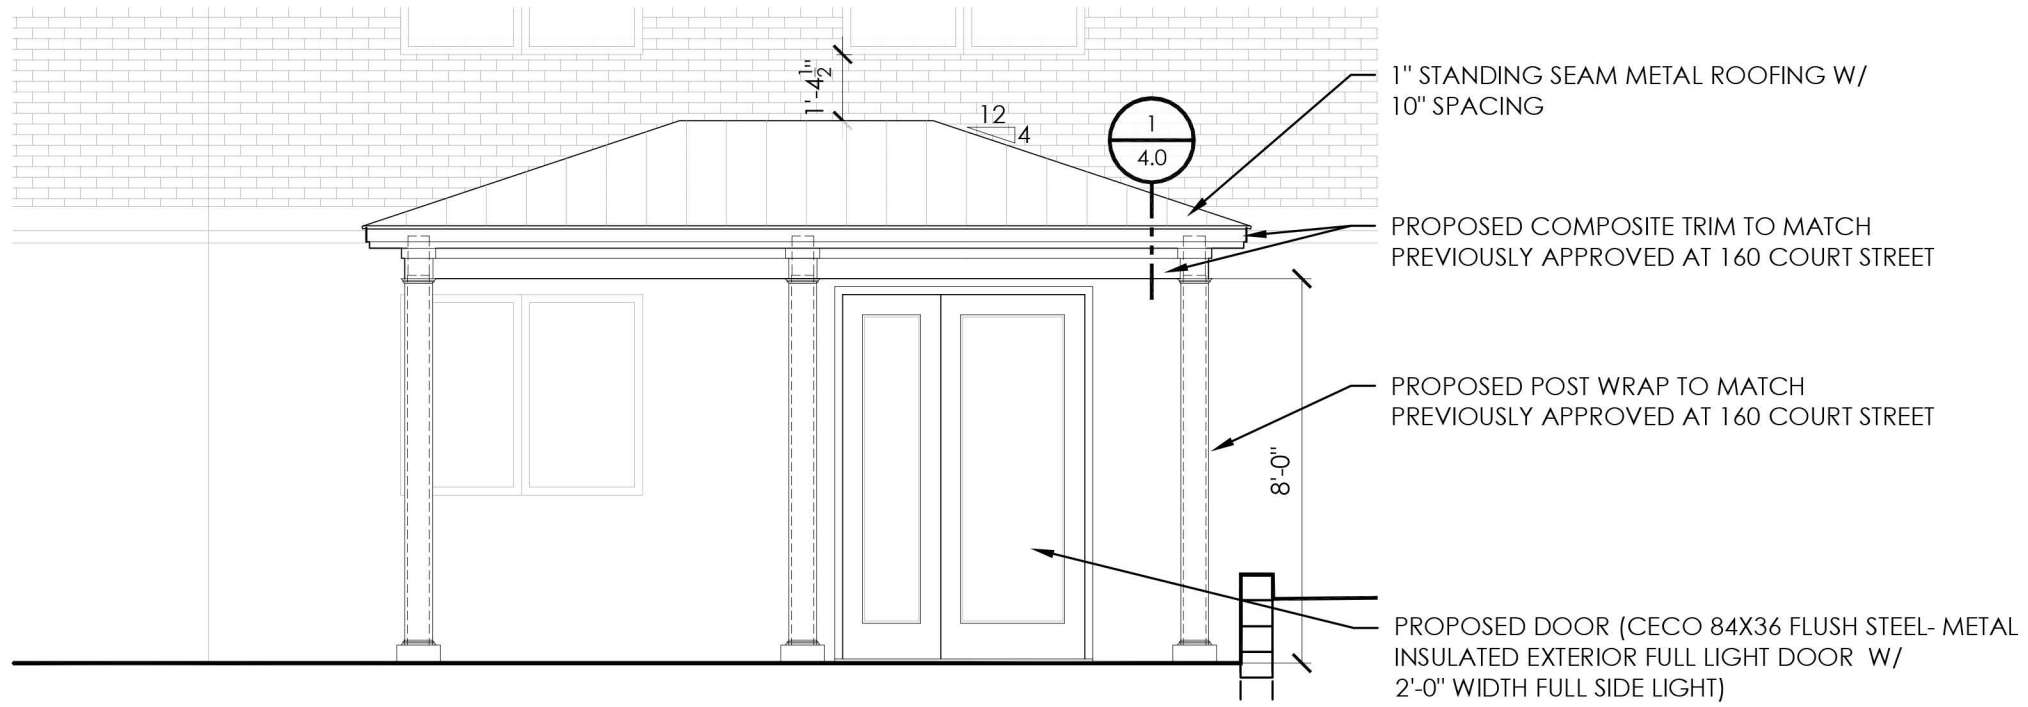 1'-4 1/2"
12
4
1
4.0
1" STANDING SEAM METAL ROOFING W/
10" SPACING
PROPOSED COMPOSITE TRIM TO MATCH
PREVIOUSLY APPROVED AT 160 COURT STREET
PROPOSED POST WRAP TO MATCH
PREVIOUSLY APPROVED AT 160 COURT STREET
8'-0"
PROPOSED DOOR (CECO 84X36 FLUSH STEEL- METAL
INSULATED EXTERIOR FULL LIGHT DOOR W/
2'-0" WIDTH FULL SIDE LIGHT)